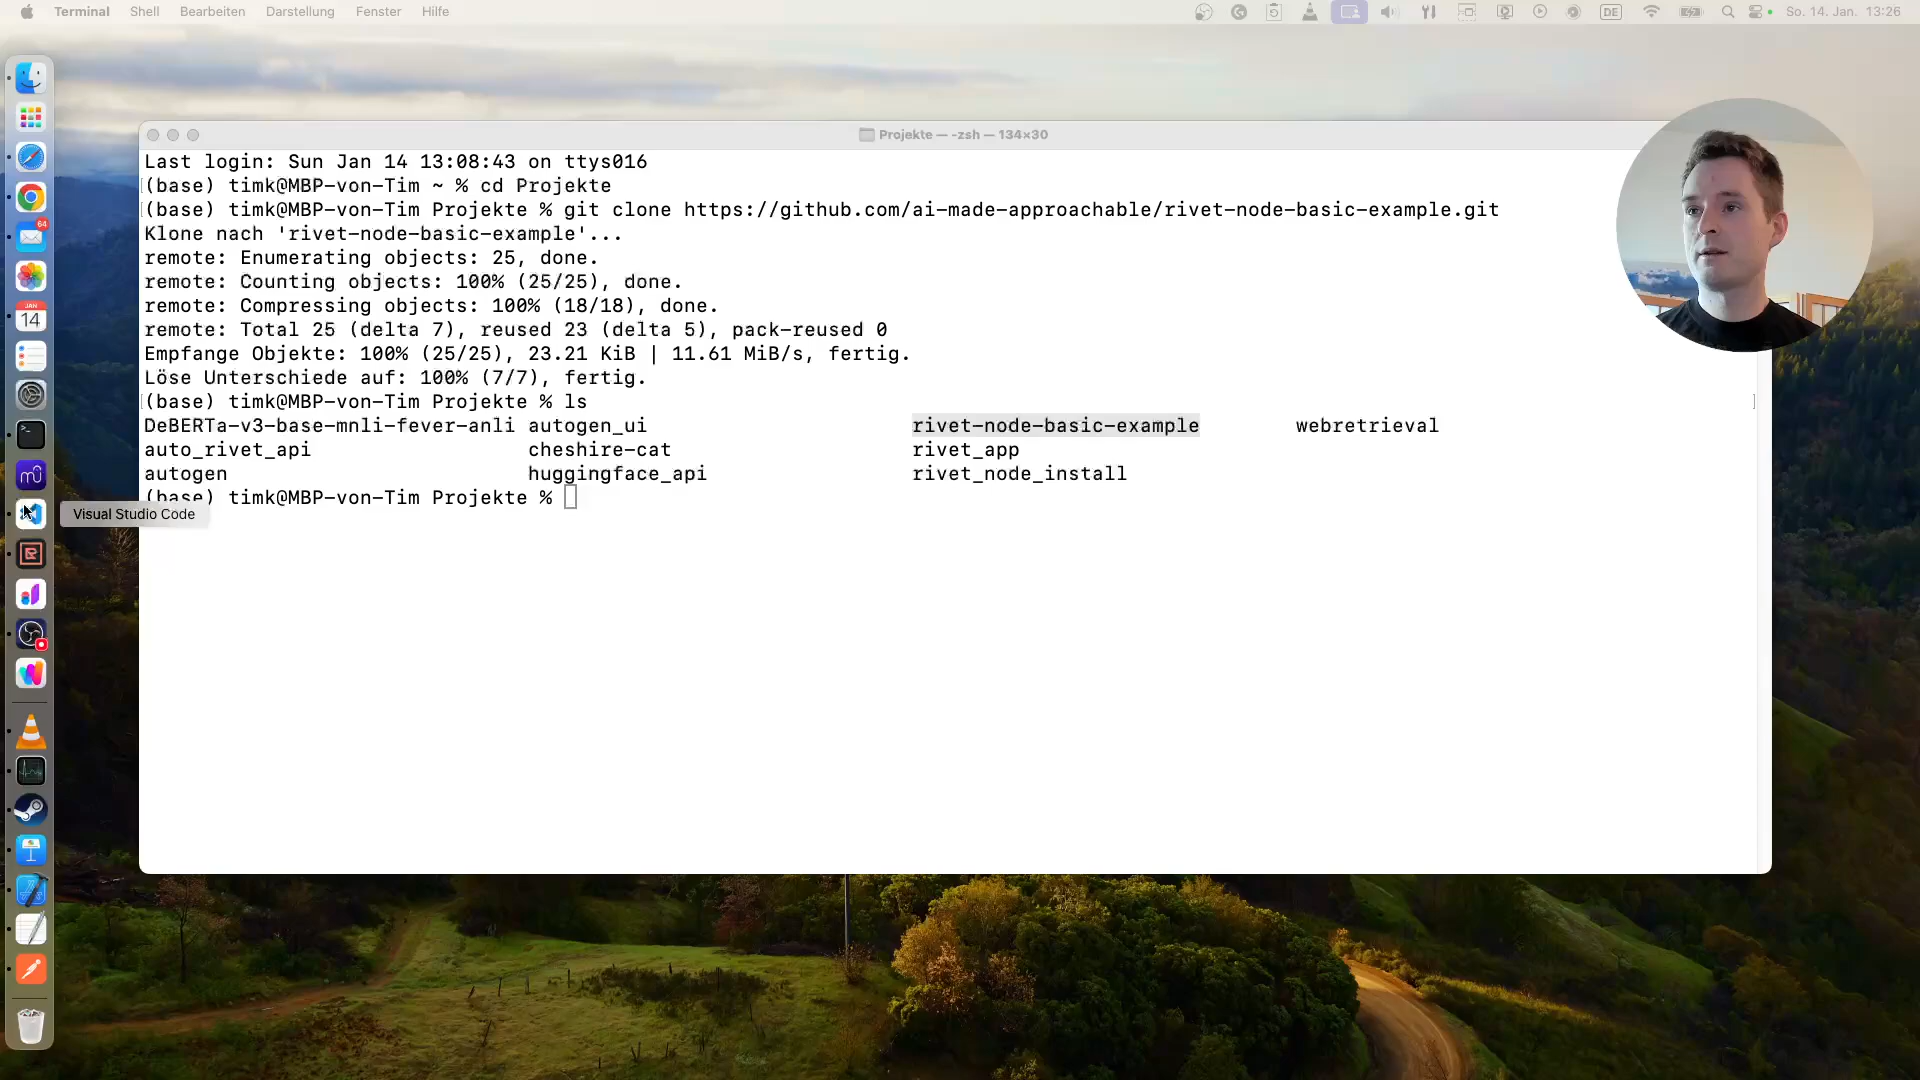 Terminal Shell Bearbeiten Darstellung Fenster Hilfe DE So. 14. Jan. 13:26
Projekte — -zsh — 134×30
Last login: Sun Jan 14 13:08:43 on ttys016
(base) timk@MBP-von-Tim ~ % cd Projekte
(base) timk@MBP-von-Tim Projekte % git clone https://github.com/ai-made-approachable/rivet-node-basic-example.git
Klone nach 'rivet-node-basic-example'...
remote: Enumerating objects: 25, done.
remote: Counting objects: 100% (25/25), done.
remote: Compressing objects: 100% (18/18), done.
remote: Total 25 (delta 7), reused 23 (delta 5), pack-reused 0
Empfange Objekte: 100% (25/25), 23.21 KiB | 11.61 MiB/s, fertig.
Löse Unterschiede auf: 100% (7/7), fertig.
(base) timk@MBP-von-Tim Projekte % ls
DeBERTa-v3-base-mnli-fever-anli autogen_ui rivet-node-basic-example webretrieval
auto_rivet_api cheshire-cat rivet_app
autogen huggingface_api rivet_node_install
(base) timk@MBP-von-Tim Projekte %
64
JAN
14
Visual Studio Code